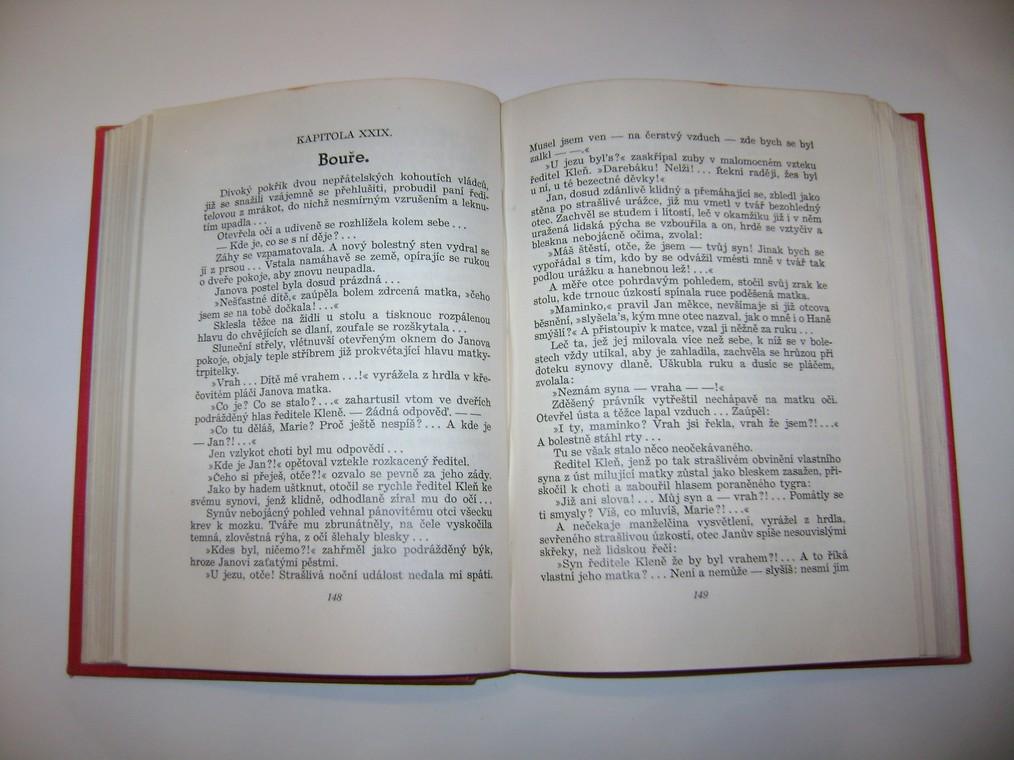 KAPITOLA XXIX.
Bouře.
Divoký pokřik dvou nepřátelských kohoutích vládců,
již se snažili vzájemně se přehlušiti, probudil paní ředi-
telovou z mrákot, do nichž nesmírným vzrušením a leknu-
tím upadla...
Otevřela oči a udiveně se rozhlížela kolem sebe...
— Kde je, co se s ní děje?...
Záhy se vzpamatovala. A nový bolestný sten vydral se
jí z prsou... Vstala namáhavě se země, opírajíc se rukou
o dveře pokoje, aby znovu neupadla.
Janova postel byla dosud prázdná...
»Nešťastné dítě,« zaúpěla bolem zdrcená matka, »čeho
jsem se na tobě dočkala!...«
Sklesla těžce na židli u stolu a tisknouc rozpálenou
hlavu do chvějících se dlaní, zoufale se rozškytala...
Sluneční střely, vlétnuvší otevřeným oknem do Janova
pokoje, objaly teple stříbrem již prokvétající hlavu matky-
trpitelky.
»Vrah... Dítě mé vrahem...!« vyrážela z hrdla v kře-
čovitém pláči Janova matka.
»Co je? Co se stalo?...« zahartusil vtom ve dveřích
podrážděný hlas ředitele Kleně. — Žádná odpověď. — —
»Co tu děláš, Marie? Proč ještě nespíš?... A kde je
— Jan?!...«
Jen vzlykot choti byl mu odpovědí...
»Kde je Jan?!« opětoval vztekle rozkacený ředitel.
»Čeho si přeješ, otče?!« ozvalo se pevně za jeho zády.
Jako by hadem uštknut, otočil se rychle ředitel Kleň ke
svému synovi, jenž klidně, odhodlaně zíral mu do očí...
Synův nebojácný pohled vehnal pánovitému otci všecku
krev k mozku. Tváře mu zbrunátněly, na čele vyskočila
temná, zlověstná rýha, z očí šlehaly blesky...
»Kdes byl, ničemo?!« zahřměl jako podrážděný býk,
hroze Janovi zaťatými pěstmi.
»U jezu, otče! Strašlivá noční událost nedala mi spáti.
148
Musel jsem ven — na čerstvý vzduch — zde bych se byl
zalkl — —.«
»U jezu byl's?« zaskřípal zuby v malomocném vzteku
ředitel Kleň. »Darebáku! Nelži!... Řekni raději, žes byl
u ní, u té bezectné děvky!«
Jan, dosud zdánlivě klidný a přemáhající se, zbledl jako
stěna po strašlivé urážce, již mu vmetl v tvář bezohledný
otec. Zachvěl se studem i lítostí, leč v okamžiku již i v něm
uražená lidská pýcha se vzbouřila a on, hrdě se vztyčiv a
bleskna nebojácně očima, zvolal:
»Máš štěstí, otče, že jsem — tvůj syn! Jinak bych se
vypořádal s tím, kdo by se odvážil vmésti mně v tvář tak
podlou urážku a hanebnou lež!...«
A měře otce pohrdavým pohledem, stočil svůj zrak ke
stolu, kde trnouc úzkostí spínala ruce poděšená matka.
»Maminko,« pravil Jan měkce, nevšímaje si již otcova
běsnění, »slyšela's, kým mne otec nazval, jak o mně i o Haně
smýšlí?« A přistoupiv k matce, vzal ji něžně za ruku...
Leč ta, jež jej milovala více než sebe, k níž se v bole-
stech vždy utíkal, aby je zahladila, zachvěla se hrůzou při
doteku synovy dlaně. Uškubla ruku a dusíc se pláčem,
zvolala:
»Neznám syna — vraha — —!«
Zděšený právník vytřeštil nechápavě na matku oči.
Otevřel ústa a těžce lapal vzduch... Zaúpěl:
»I ty, maminko? Vrah jsi řekla, vrah že jsem?!...«
A bolestně stáhl rty...
Tu se však stalo něco neočekávaného.
Ředitel Kleň, jenž po tak strašlivém obvinění vlastního
syna z úst milující matky zůstal jako bleskem zasažen, při-
skočil k choti a zabouřil hlasem poraněného tygra:
»Již ani slova!... Můj syn a — vrah?!... Pomátly se
ti smysly? Víš, co mluvíš, Marie?!...«
A nečekaje manželčina vysvětlení, vyrážel z hrdla,
sevřeného strašlivou úzkostí, otec Janův spíše nesouvislými
skřeky, než lidskou řečí:
»Syn ředitele Kleně že by byl vrahem?!... A to říká
vlastní jeho matka?... Není a nemůže — slyšíš: nesmí jím
149